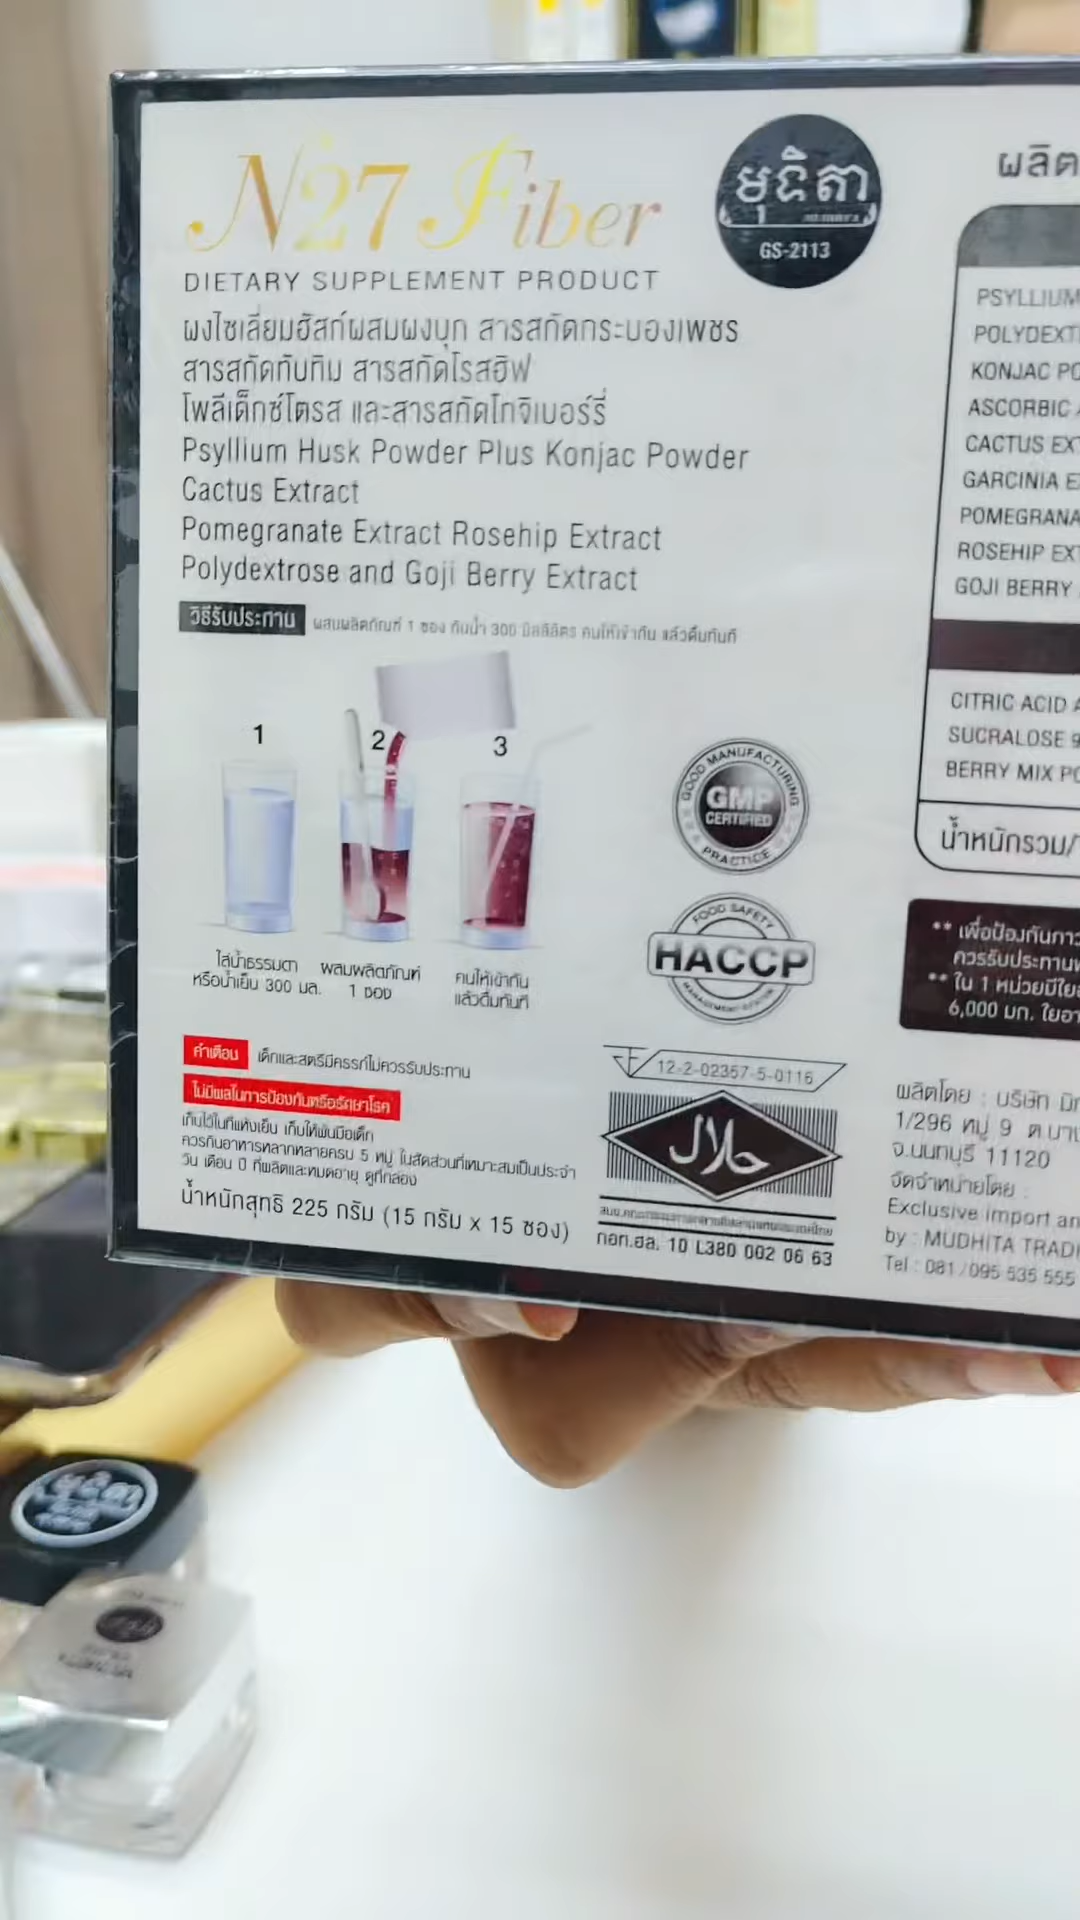 N27 Fiber
มุทิตา
GS-2113
DIETARY SUPPLEMENT PRODUCT
ผงไซเลี่ยมฮัสก์ผสมผงบุก สารสกัดกระบองเพชร
สารสกัดทับทิม สารสกัดโรสฮิฟ
โพลีเด็กซ์โตรส และสารสกัดโกจิเบอร์รี่
Psyllium Husk Powder Plus Konjac Powder
Cactus Extract
Pomegranate Extract Rosehip Extract
Polydextrose and Goji Berry Extract
วิธีรับประทาน ผสมผลิตภัณฑ์ 1 ซอง กับน้ำ 300 มิลลิลิตร คนให้เข้ากัน แล้วดื่มทันที
1
2
3
ใส่น้ำธรรมดา
หรือน้ำเย็น 300 มล.
ผสมผลิตภัณฑ์
1 ซอง
คนให้เข้ากัน
แล้วดื่มทันที
GOOD MANUFACTURING
GMP
CERTIFIED
PRACTICE
FOOD SAFETY
HACCP
MANAGEMENT SYSTEM
คำเตือน เด็กและสตรีมีครรภ์ไม่ควรรับประทาน
ไม่มีผลในการป้องกันหรือรักษาโรค
เก็บไว้ในที่แห้งเย็น เก็บให้พ้นมือเด็ก
ควรกินอาหารหลากหลายครบ 5 หมู่ ในสัดส่วนที่เหมาะสมเป็นประจำ
วัน เดือน ปี ที่ผลิตและหมดอายุ ดูที่กล่อง
น้ำหนักสุทธิ 225 กรัม (15 กรัม x 15 ซอง)
12-2-02357-5-0116
حلال
กอท.ฮล. 10 L380 002 06 63
ผลิต
PSYLLIUM
POLYDEXT
KONJAC PO
ASCORBIC A
CACTUS EXT
GARCINIA E
POMEGRANA
ROSEHIP EXT
GOJI BERRY
CITRIC ACID A
SUCRALOSE 9
BERRY MIX PO
น้ำหนักรวม/
** เพื่อป้องกันภาว
ควรรับประทาน
** ใน 1 หน่วยมีใย
6,000 มก. ใยอา
ผลิตโดย : บริษัท มิ
1/296 หมู่ 9 ต.บาง
จ.นนทบุรี 11120
จัดจำหน่ายโดย :
Exclusive import an
by : MUDHITA TRADI
Tel : 081/095 535 555